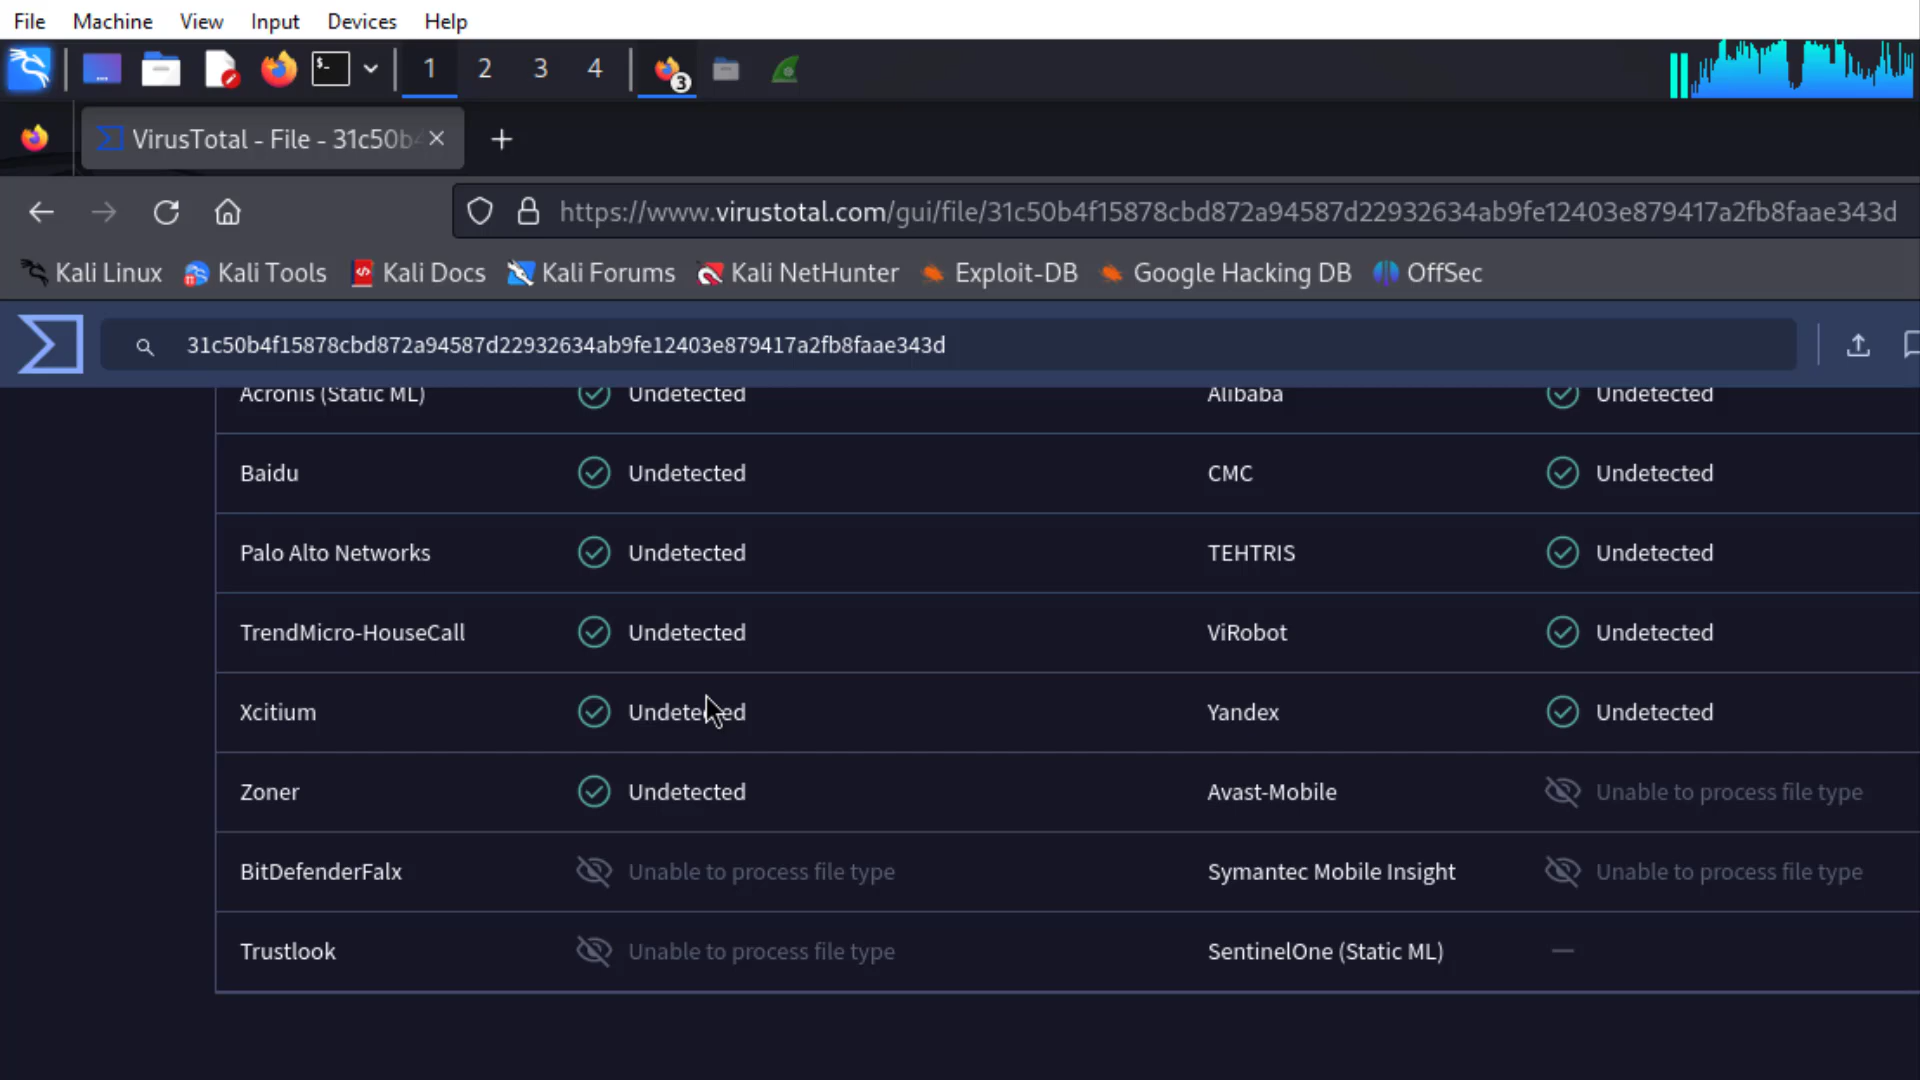 File Machine View Input Devices Help
$- 1 2 3 4 3
VirusTotal - File - 31c50b4
https://www.virustotal.com/gui/file/31c50b4f15878cbd872a94587d22932634ab9fe12403e879417a2fb8faae343d
Kali Linux Kali Tools Kali Docs Kali Forums Kali NetHunter Exploit-DB Google Hacking DB OffSec
31c50b4f15878cbd872a94587d22932634ab9fe12403e879417a2fb8faae343d
Acronis (Static ML) Undetected Alibaba Undetected
Baidu Undetected CMC Undetected
Palo Alto Networks Undetected TEHTRIS Undetected
TrendMicro-HouseCall Undetected ViRobot Undetected
Xcitium Undetected Yandex Undetected
Zoner Undetected Avast-Mobile Unable to process file type
BitDefenderFalx Unable to process file type Symantec Mobile Insight Unable to process file type
Trustlook Unable to process file type SentinelOne (Static ML) —